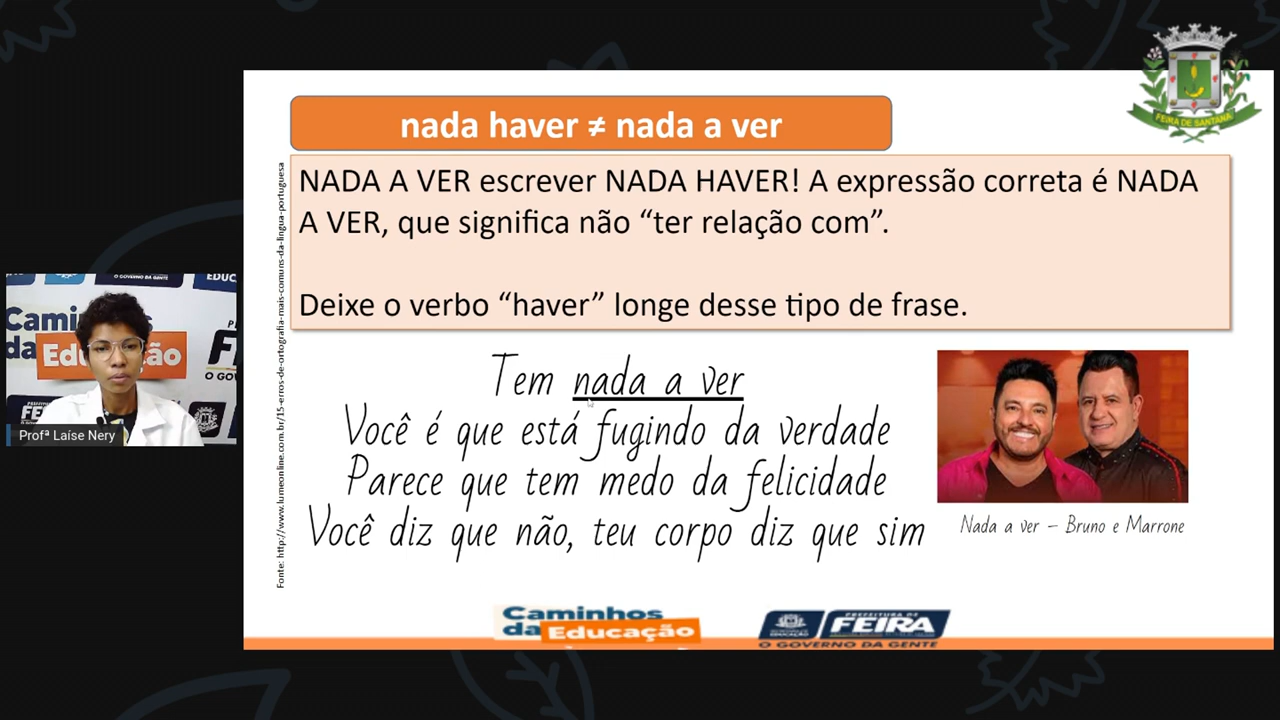 FEIRA DE SANTANA
nada haver ≠ nada a ver
NADA A VER escrever NADA HAVER! A expressão correta é NADA
A VER, que significa não “ter relação com”.
Deixe o verbo “haver” longe desse tipo de frase.
Fonte: http://www.lumeonline.com.br/15-erros-de-ortografia-mais-comuns-da-lingua-portuguesa
Tem nada a ver
Você é que está fugindo da verdade
Parece que tem medo da felicidade
Você diz que não, teu corpo diz que sim
Nada a ver – Bruno e Marrone
O GOVERNO DA GENTE
EDUC
Caminhos
da Educação
FEI
O GOVERNO
FEIR
Profª Laíse Nery
Caminhos
da Educação
PREFEITURA DE
FEIRA
O GOVERNO DA GENTE